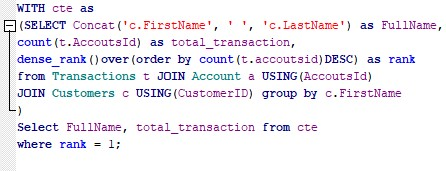 WITH cte as
(SELECT Concat('c.FirstName', ' ', 'c.LastName') as FullName,
count(t.AccoutsId) as total_transaction,
dense_rank()over(order by count(t.accoutsid)DESC) as rank
from Transactions t JOIN Account a USING(AccoutsId)
JOIN Customers c USING(CustomerID) group by c.FirstName
)
Select FullName, total_transaction from cte
where rank = 1;